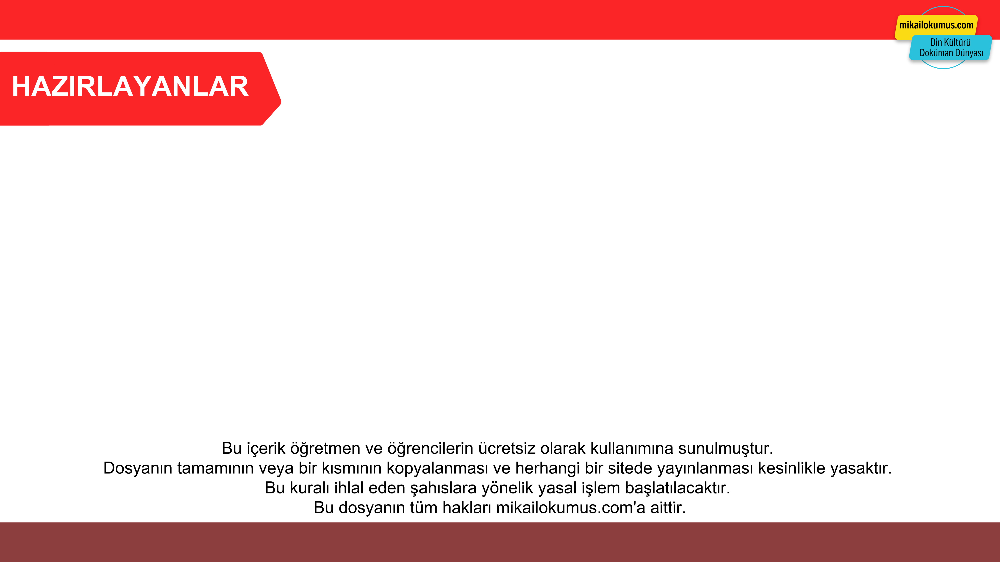 mikailokumus.com
Din Kültürü
Doküman Dünyası
HAZIRLAYANLAR
Bu içerik öğretmen ve öğrencilerin ücretsiz olarak kullanımına sunulmuştur.
Dosyanın tamamının veya bir kısmının kopyalanması ve herhangi bir sitede yayınlanması kesinlikle yasaktır.
Bu kuralı ihlal eden şahıslara yönelik yasal işlem başlatılacaktır.
Bu dosyanın tüm hakları mikailokumus.com'a aittir.